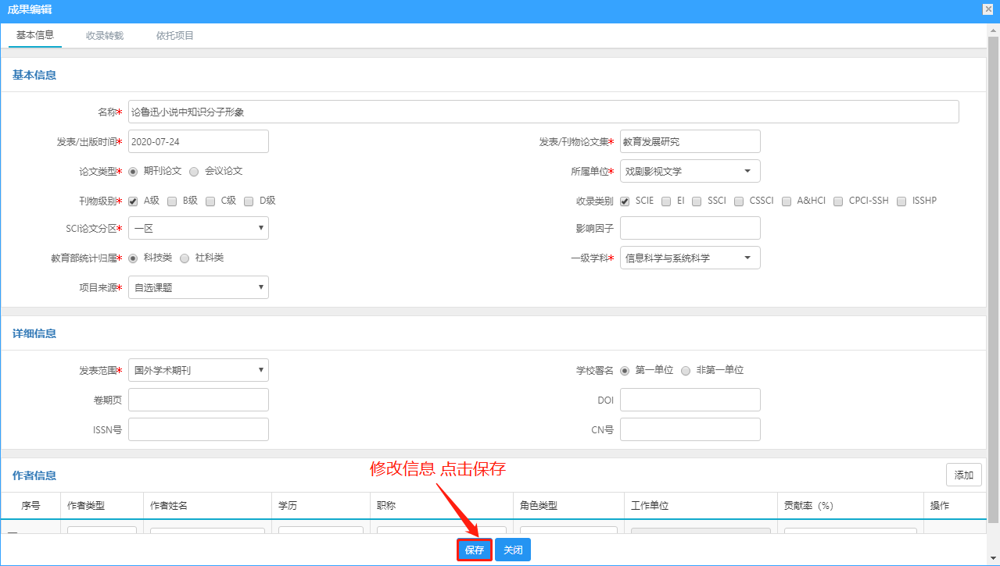 成果编辑
基本信息 收录转载 依托项目
基本信息
名称* 论鲁迅小说中知识分子形象
发表/出版时间* 2020-07-24 发表/刊物论文集* 教育发展研究
论文类型* 期刊论文 会议论文 所属单位* 戏剧影视文学
刊物级别* A级 B级 C级 D级 收录类别 SCIE EI SSCI CSSCI A&HCI CPCI-SSH ISSHP
SCI论文分区* 一区 影响因子
教育部统计归属* 科技类 社科类 一级学科* 信息科学与系统科学
项目来源* 自选课题
详细信息
发表范围* 国外学术期刊 学校署名 第一单位 非第一单位
卷期页 DOI
ISSN号 CN号
修改信息 点击保存
作者信息 添加
序号 作者类型 作者姓名 学历 职称 角色类型 工作单位 贡献率（%） 操作
保存 关闭